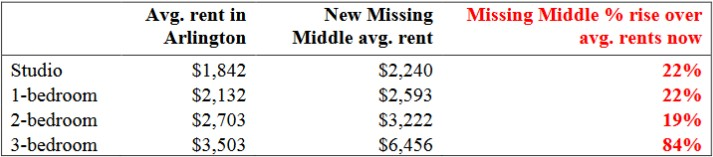 Avg. rent in New Missing Missing Middle % rise over
Arlington Middle avg. rent avg. rents now
Studio $1,842 $2,240 22%
1-bedroom $2,132 $2,593 22%
2-bedroom $2,703 $3,222 19%
3-bedroom $3,503 $6,456 84%